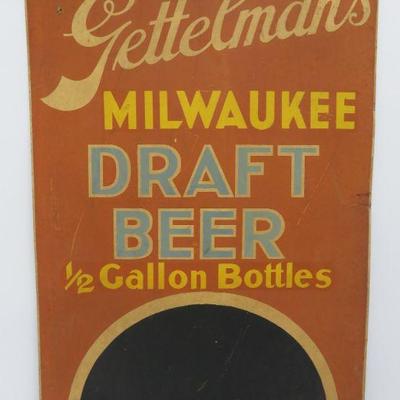 Gettelman's
MILWAUKEE
DRAFT
BEER
1/2 Gallon Bottles